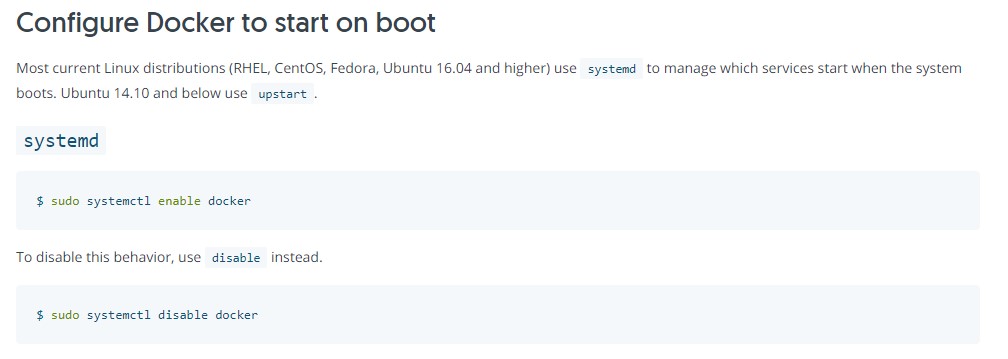 Configure Docker to start on boot
Most current Linux distributions (RHEL, CentOS, Fedora, Ubuntu 16.04 and higher) use systemd to manage which services start when the system
boots. Ubuntu 14.10 and below use upstart .
systemd
$ sudo systemctl enable docker
To disable this behavior, use disable instead.
$ sudo systemctl disable docker